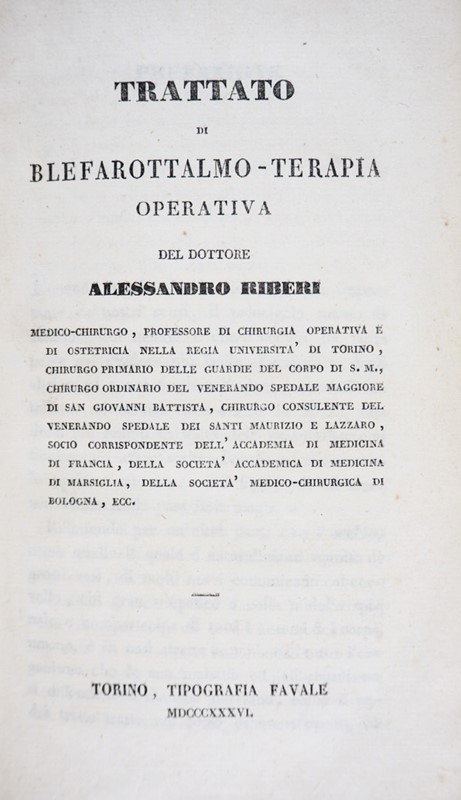 TRATTATO
DI
BLEFAROTTALMO-TERAPIA
OPERATIVA
DEL DOTTORE
ALESSANDRO RIBERI
MEDICO-CHIRURGO, PROFESSORE DI CHIRURGIA OPERATIVA E
DI OSTETRICIA NELLA REGIA UNIVERSITA' DI TORINO,
CHIRURGO PRIMARIO DELLE GUARDIE DEL CORPO DI S. M.,
CHIRURGO ORDINARIO DEL VENERANDO SPEDALE MAGGIORE
DI SAN GIOVANNI BATTISTA, CHIRURGO CONSULENTE DEL
VENERANDO SPEDALE DEI SANTI MAURIZIO E LAZZARO,
SOCIO CORRISPONDENTE DELL'ACCADEMIA DI MEDICINA
DI FRANCIA, DELLA SOCIETA' ACCADEMICA DI MEDICINA
DI MARSIGLIA, DELLA SOCIETA' MEDICO-CHIRURGICA DI
BOLOGNA, ECC.
TORINO, TIPOGRAFIA FAVALE
MDCCCXXXVI.